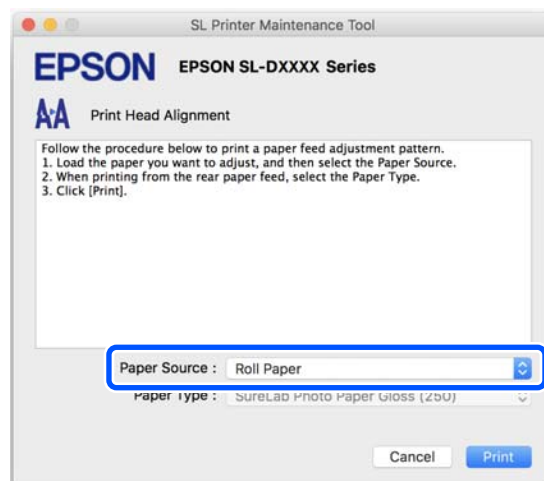 SL Printer Maintenance Tool
EPSON EPSON SL-DXXXX Series
A A Print Head Alignment
Follow the procedure below to print a paper feed adjustment pattern.
1. Load the paper you want to adjust, and then select the Paper Source.
2. When printing from the rear paper feed, select the Paper Type.
3. Click [Print].
Paper Source : Roll Paper
Paper Type : SureLab Photo Paper Gloss (250)
Cancel Print